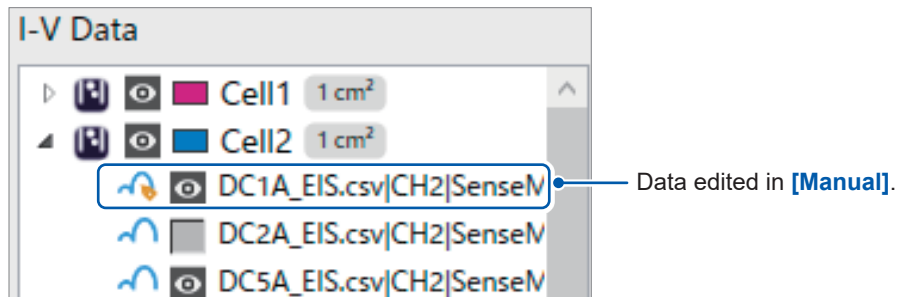 I-V Data
Cell1 1 cm²
Cell2 1 cm²
DC1A_EIS.csv|CH2|SenseM
Data edited in [Manual].
DC2A_EIS.csv|CH2|SenseM
DC5A_EIS.csv|CH2|SenseM